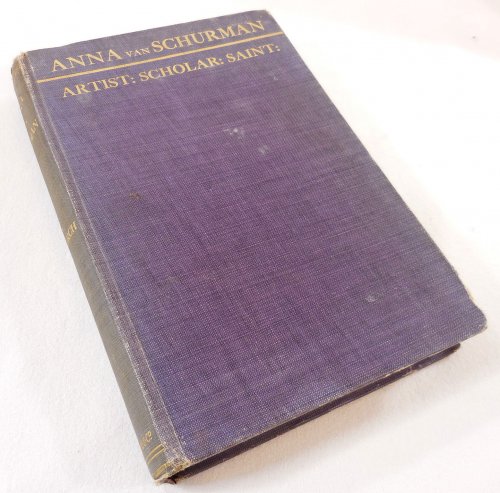 ANNA VAN SCHURMAN
ARTIST: SCHOLAR: SAINT: